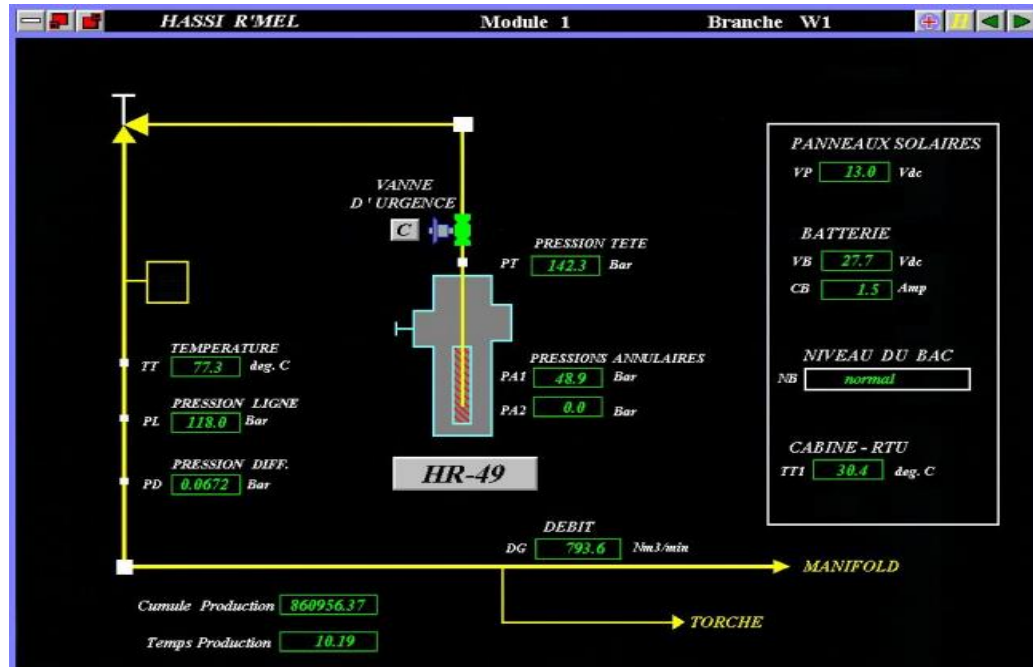 HASSI R'MEL Module 1 Branche W1 H
PANNEAUX SOLAIRES
VP 13.0 Vdc
VANNE
D'URGENCE
C
PRESSION TETE
PT 142.3 Bar
BATTERIE
VB 27.7 Vdc
CB 1.5 Amp
TEMPERATURE
TT 77.3 deg. C
PRESSIONS ANNULAIRES
PA1 48.9 Bar
PA2 0.0 Bar
NIVEAU DU BAC
NB normal
PRESSION LIGNE
PL 118.0 Bar
PRESSION DIFF.
PD 0.0672 Bar
HR-49
CABINE - RTU
TT1 30.4 deg. C
DEBIT
DG 793.6 Nm3/min
MANIFOLD
Cumule Production 860956.37
TORCHE
Temps Production 10.19